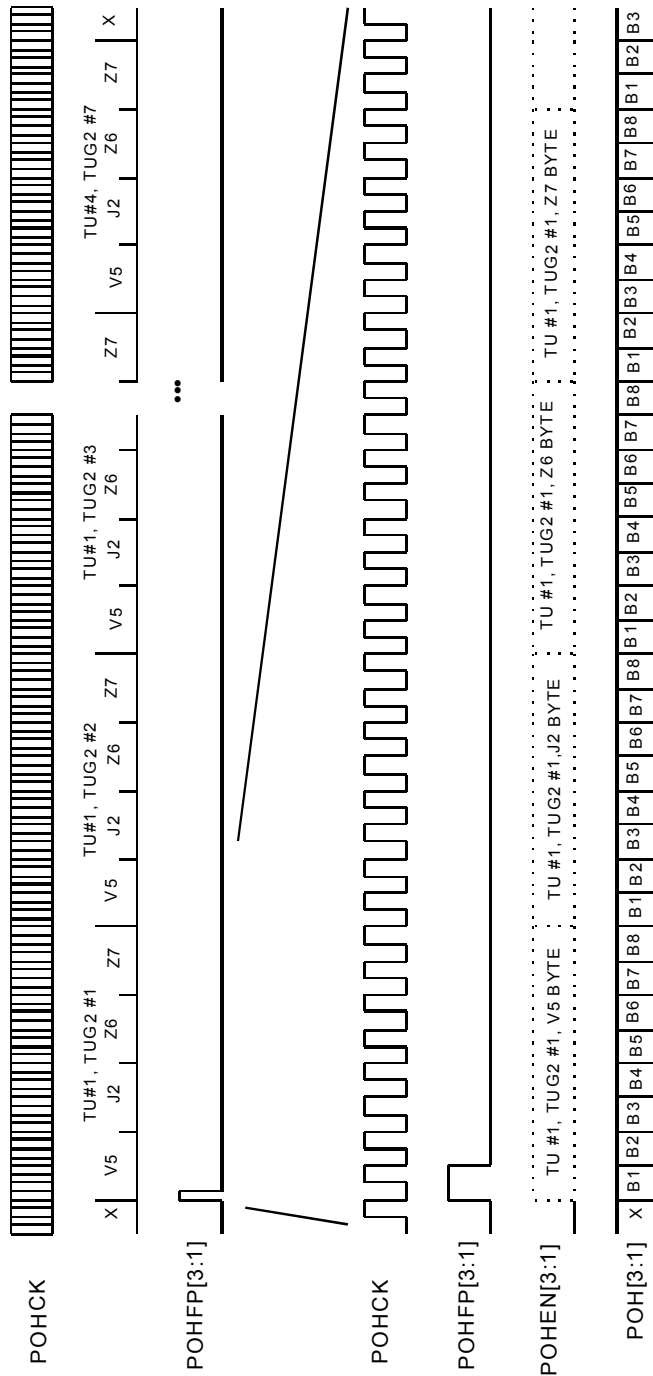 POHCK
TU#1, TUG2 #1 TU#1, TUG2 #2 TU#1, TUG2 #3 TU#4, TUG2 #7
X V5 J2 Z6 Z7 V5 J2 Z6 Z7 V5 J2 Z6 Z7 V5 J2 Z6 Z7 X
POHFP[3:1] •••
POHCK
POHFP[3:1]
POHEN[3:1] TU #1, TUG2 #1, V5 BYTE TU #1, TUG2 #1,J2 BYTE TU #1, TUG2 #1, Z6 BYTE TU #1, TUG2 #1, Z7 BYTE
POH[3:1] X B1 B2 B3 B4 B5 B6 B7 B8 B1 B2 B3 B4 B5 B6 B7 B8 B1 B2 B3 B4 B5 B6 B7 B8 B1 B2 B3 B4 B5 B6 B7 B8 B1 B2 B3